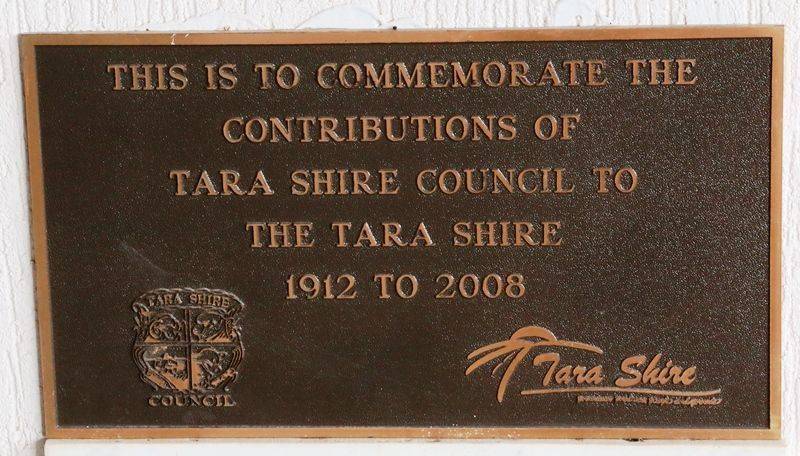 THIS IS TO COMMEMORATE THE
CONTRIBUTIONS OF
TARA SHIRE COUNCIL TO
THE TARA SHIRE
1912 TO 2008
TARA SHIRE
COUNCIL
Tara Shire